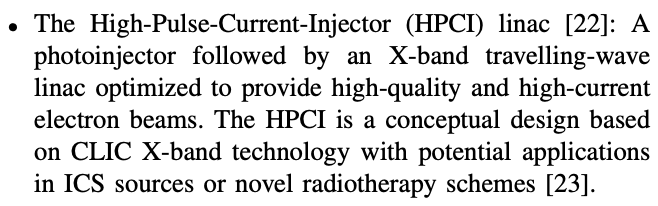 • The High-Pulse-Current-Injector (HPCI) linac [22]: A
photoinjector followed by an X-band travelling-wave
linac optimized to provide high-quality and high-current
electron beams. The HPCI is a conceptual design based
on CLIC X-band technology with potential applications
in ICS sources or novel radiotherapy schemes [23].